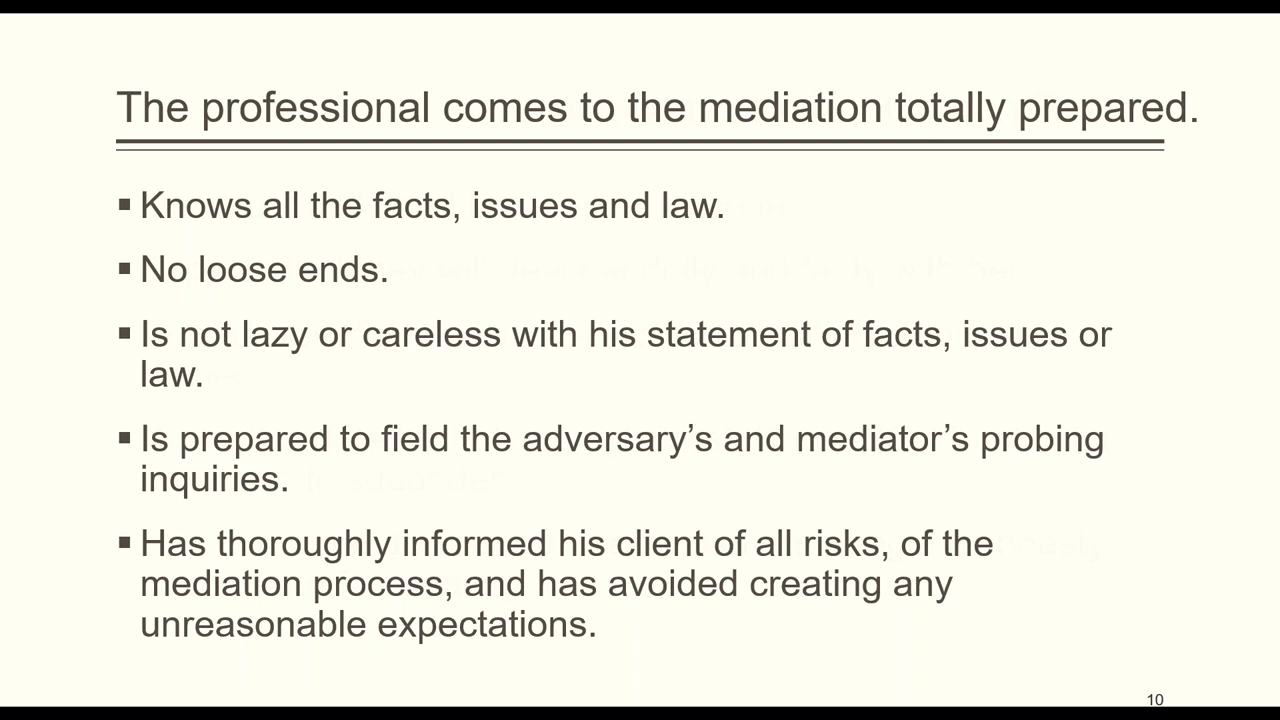 The professional comes to the mediation totally prepared.
▪ Knows all the facts, issues and law.
▪ No loose ends.
▪ Is not lazy or careless with his statement of facts, issues or
law.
▪ Is prepared to field the adversary’s and mediator’s probing
inquiries.
▪ Has thoroughly informed his client of all risks, of the
mediation process, and has avoided creating any
unreasonable expectations.
10